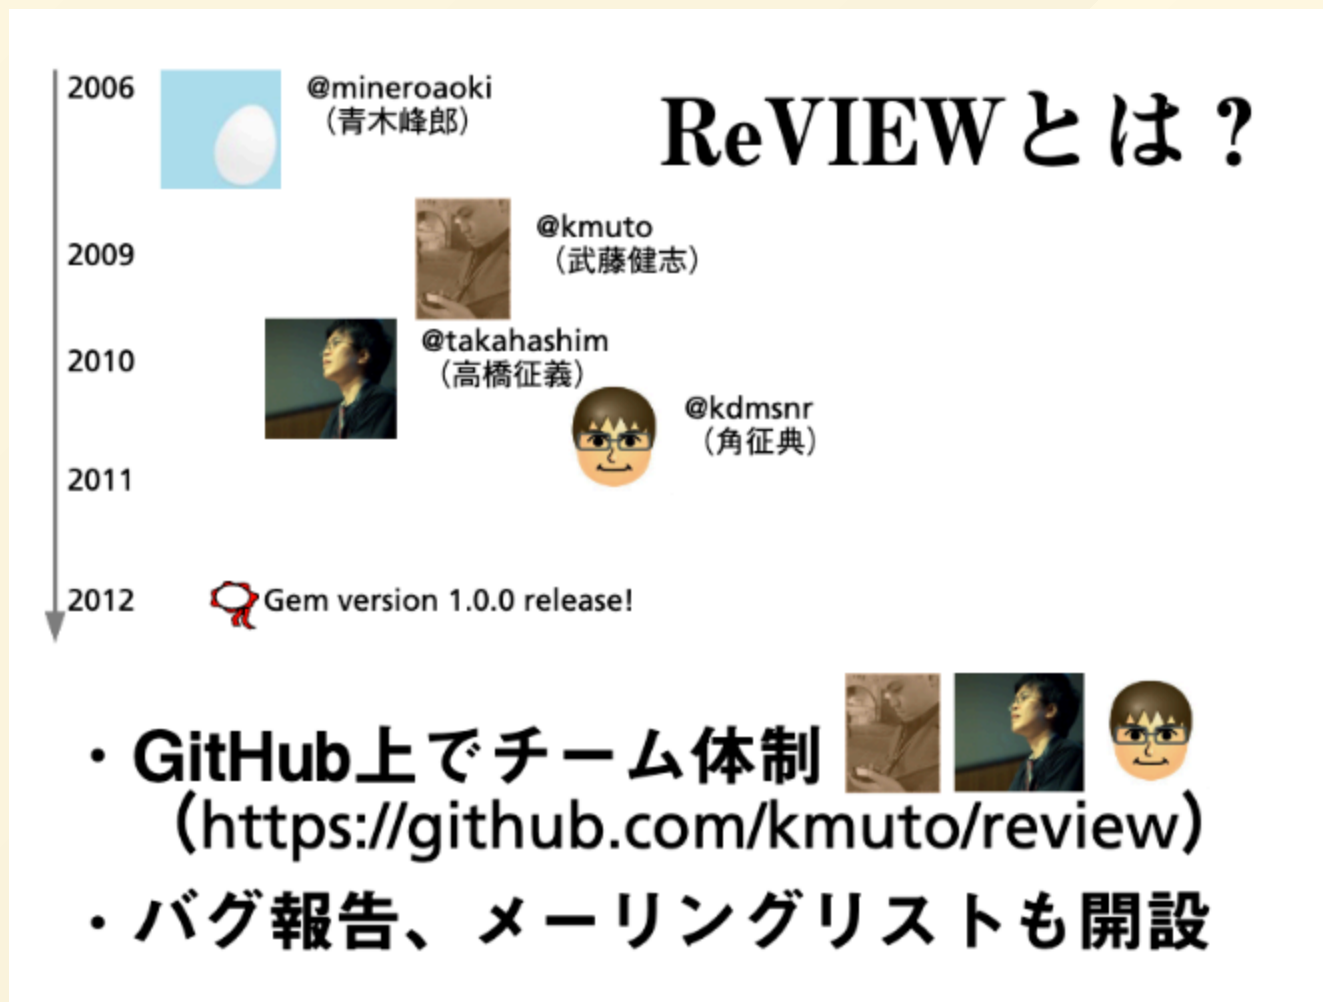 ReVIEWとは？
2006
@mineroaoki
（青木峰郎）
2009
@kmuto
（武藤健志）
2010
@takahashim
（高橋征義）
@kdmsnr
（角征典）
2011
2012
Gem version 1.0.0 release!
・GitHub上でチーム体制
（https://github.com/kmuto/review）
・バグ報告、メーリングリストも開設